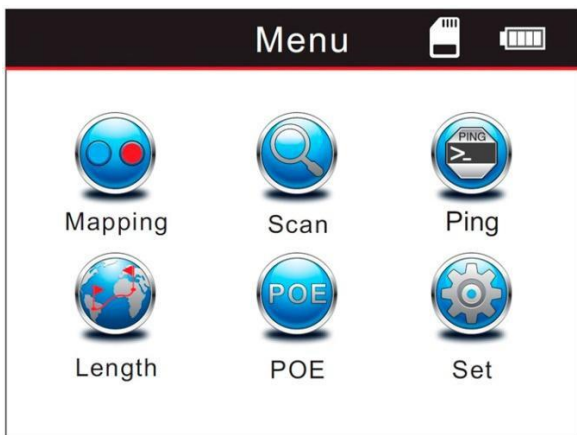 Menu
PING
>_
Mapping
Scan
Ping
POE
Length
POE
Set